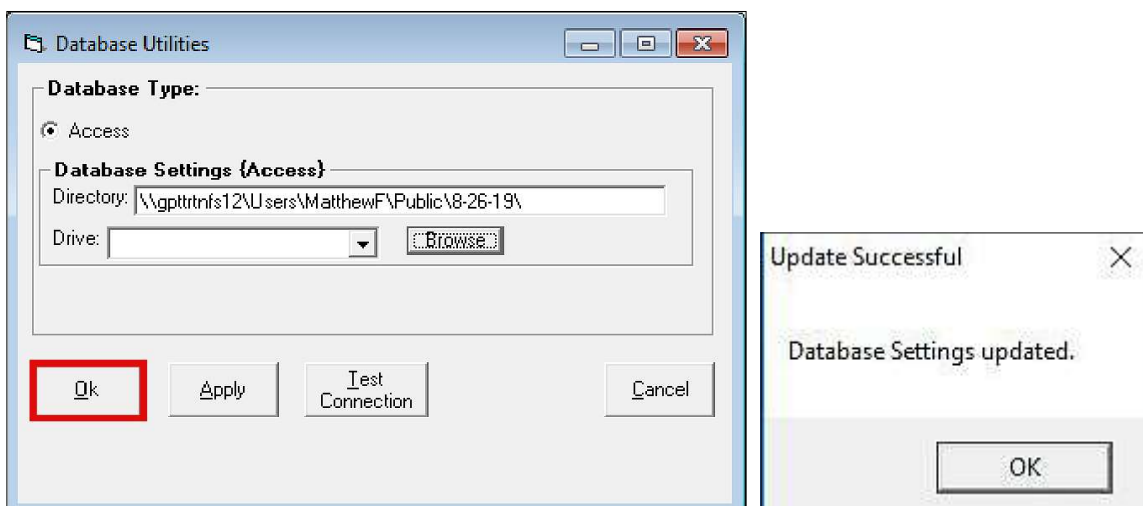 Database Utilities
Database Type:
Access
Database Settings {Access}
Directory: \\gpttrtnfs12\Users\MatthewF\Public\8-26-19\
Drive:
Browse
Ok
Apply
Test
Connection
Cancel
Update Successful
Database Settings updated.
OK